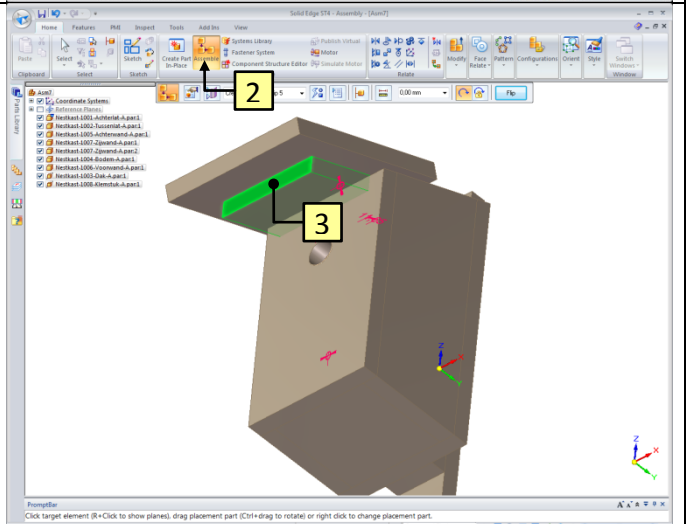 Solid Edge ST4 - Assembly - [Asm7]
Home Features PMI Inspect Tools Add Ins View
Paste
Clipboard
Select
Select
Sketch
Sketch
Create Part In-Place
Assemble
Systems Library
Fastener System
Component Structure Editor
Publish Virtual
Motor
Simulate Motor
Relate
Modify
Face Relate
Pattern
Configurations
Orient
Style
Switch Windows
Window
2
0,00 mm
Flip
Parts Library
Asm7
Coordinate Systems
Reference Planes
Nestkast-1001-Achterlat-A.par:1
Nestkast-1002-Tussenlat-A.par:1
Nestkast-1005-Achterwand-A.par:1
Nestkast-1007-Zijwand-A.par:1
Nestkast-1007-Zijwand-A.par:2
Nestkast-1004-Bodem-A.par:1
Nestkast-1006-Voorwand-A.par:1
Nestkast-1003-Dak-A.par:1
Nestkast-1008-Klemstuk-A.par:1
3
Z
X
Y
Z
X
Y
PromptBar
Click target element (R+Click to show planes), drag placement part (Ctrl+drag to rotate) or right click to change placement part.